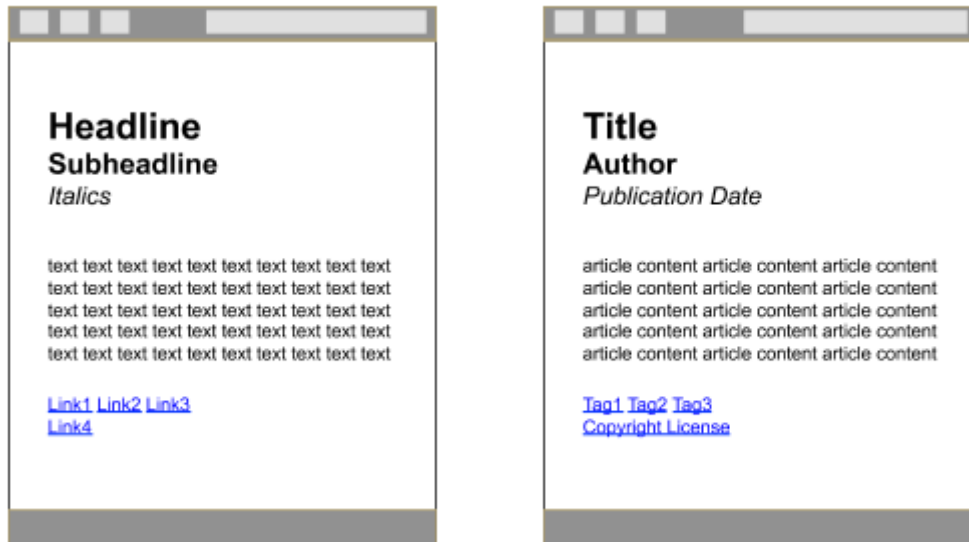 Headline
Subheadline
Italics
text text text text text text text text text text
text text text text text text text text text text
text text text text text text text text text text
text text text text text text text text text text
text text text text text text text text text text
Link1 Link2 Link3
Link4
Title
Author
Publication Date
article content article content article content
article content article content article content
article content article content article content
article content article content article content
article content article content article content
Tag1 Tag2 Tag3
Copyright License